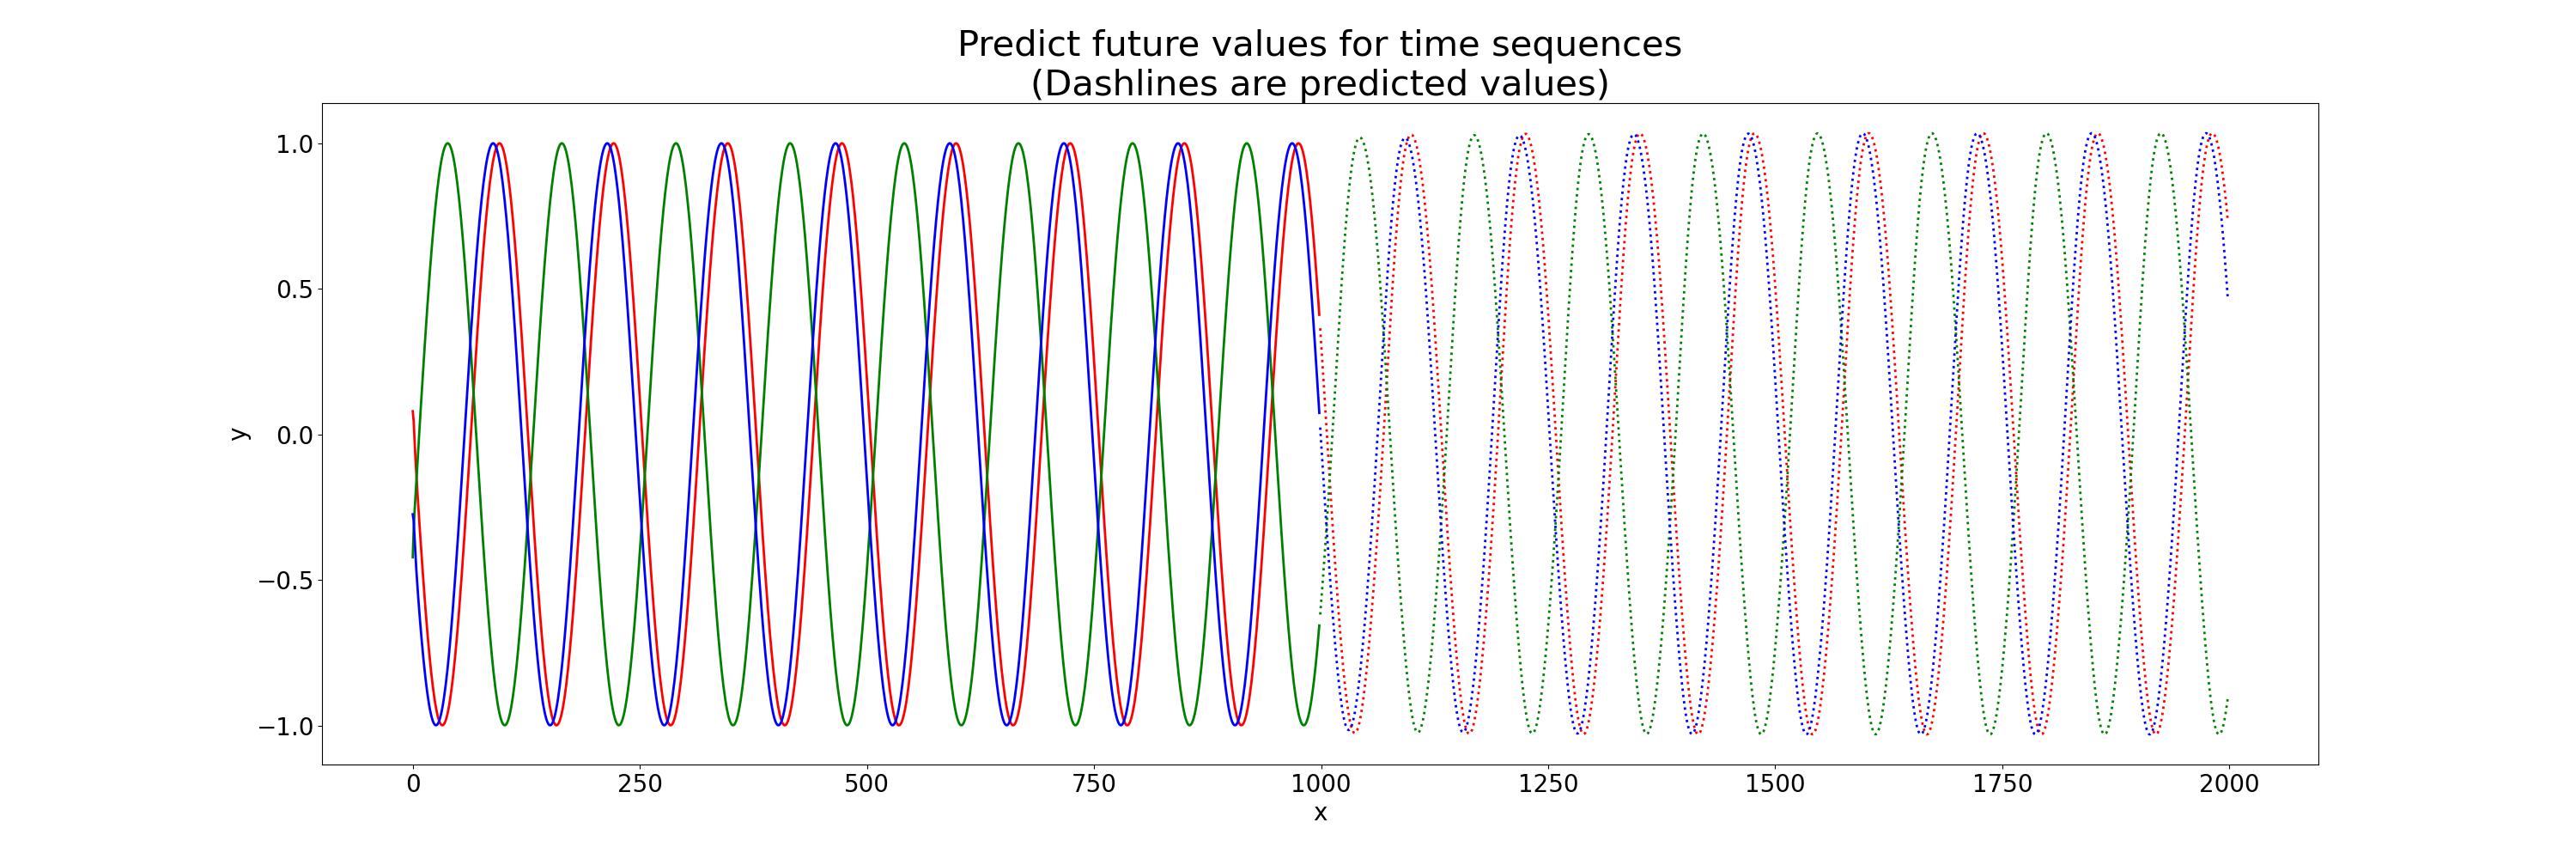 Predict future values for time sequences
(Dashlines are predicted values)
1.0
0.5
y
0.0
−0.5
−1.0
0 250 500 750 1000 1250 1500 1750 2000
x